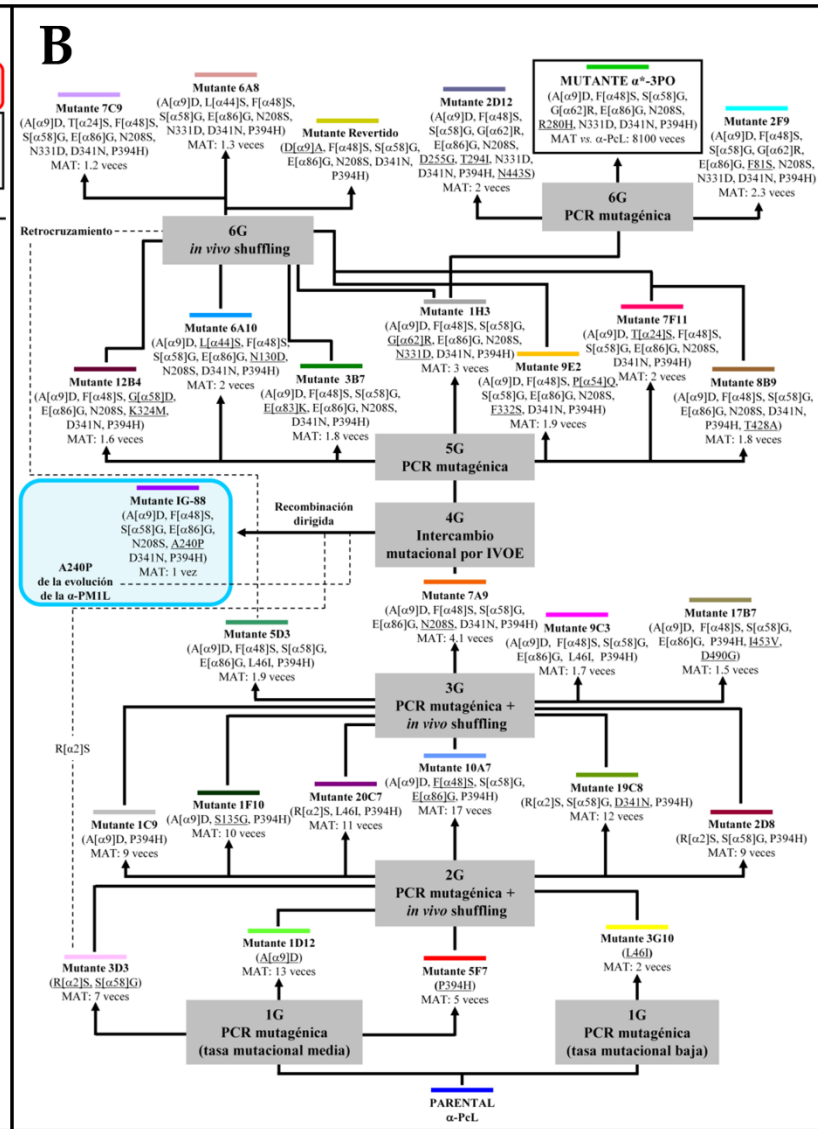 B
Mutante 7C9
(A[α9]D, T[α24]S, F[α48]S,
S[α58]G, E[α86]G, N208S,
N331D, D341N, P394H)
MAT: 1.2 veces
Mutante 6A8
(A[α9]D, L[α44]S, F[α48]S,
S[α58]G, E[α86]G, N208S,
N331D, D341N, P394H)
MAT: 1.3 veces
Mutante Revertido
(D[α9]A, F[α48]S, S[α58]G,
E[α86]G, N208S, D341N,
P394H)
Mutante 2D12
(A[α9]D, F[α48]S,
S[α58]G, G[α62]R,
E[α86]G, N208S,
D255G, T294I, N331D,
D341N, P394H, N443S)
MAT: 2 veces
MUTANTE α*-3PO
(A[α9]D, F[α48]S, S[α58]G,
G[α62]R, E[α86]G, N208S,
R280H, N331D, D341N, P394H)
MAT vs. α-PcL: 8100 veces
Mutante 2F9
(A[α9]D, F[α48]S,
S[α58]G, G[α62]R,
E[α86]G, F81S, N208S,
N331D, D341N, P394H)
MAT: 2.3 veces
Retrocruzamiento
6G
in vivo shuffling
6G
PCR mutagénica
Mutante 12B4
(A[α9]D, F[α48]S, G[α58]D,
E[α86]G, N208S, K324M,
D341N, P394H)
MAT: 1.6 veces
Mutante 6A10
(A[α9]D, L[α44]S, F[α48]S,
S[α58]G, E[α86]G, N130D,
N208S, D341N, P394H)
MAT: 2 veces
Mutante 3B7
(A[α9]D, F[α48]S, S[α58]G,
E[α83]K, E[α86]G, N208S,
D341N, P394H)
MAT: 1.8 veces
Mutante 1H3
(A[α9]D, F[α48]S, S[α58]G,
G[α62]R, E[α86]G, N208S,
N331D, D341N, P394H)
MAT: 3 veces
Mutante 9E2
(A[α9]D, F[α48]S, P[α54]Q,
S[α58]G, E[α86]G, N208S,
F332S, D341N, P394H)
MAT: 1.9 veces
Mutante 7F11
(A[α9]D, T[α24]S, F[α48]S,
S[α58]G, E[α86]G, N208S,
D341N, P394H)
MAT: 2 veces
Mutante 8B9
(A[α9]D, F[α48]S, S[α58]G,
E[α86]G, N208S, D341N,
P394H, T428A)
MAT: 1.8 veces
5G
PCR mutagénica
Mutante IG-88
(A[α9]D, F[α48]S,
S[α58]G, E[α86]G,
N208S, A240P
D341N, P394H)
MAT: 1 vez
A240P
de la evolución
de la α-PM1L
Recombinación
dirigida
4G
Intercambio
mutacional por IVOE
Mutante 7A9
(A[α9]D, F[α48]S, S[α58]G,
E[α86]G, N208S, D341N, P394H)
MAT: 4.1 veces
Mutante 5D3
(A[α9]D, F[α48]S, S[α58]G,
E[α86]G, L46I, P394H)
MAT: 1.9 veces
Mutante 9C3
(A[α9]D, F[α48]S, S[α58]G,
E[α86]G, L46I, P394H)
MAT: 1.7 veces
Mutante 17B7
(A[α9]D, F[α48]S, S[α58]G,
E[α86]G, P394H, I453V,
D490G)
MAT: 1.5 veces
3G
PCR mutagénica +
in vivo shuffling
R[α2]S
Mutante 1C9
(A[α9]D, P394H)
MAT: 9 veces
Mutante 1F10
(A[α9]D, S135G, P394H)
MAT: 10 veces
Mutante 20C7
(R[α2]S, L46I, P394H)
MAT: 11 veces
Mutante 10A7
(A[α9]D, F[α48]S, S[α58]G,
E[α86]G, P394H)
MAT: 17 veces
Mutante 19C8
(R[α2]S, S[α58]G, D341N, P394H)
MAT: 12 veces
Mutante 2D8
(R[α2]S, S[α58]G, P394H)
MAT: 9 veces
2G
PCR mutagénica +
in vivo shuffling
Mutante 3D3
(R[α2]S, S[α58]G)
MAT: 7 veces
Mutante 1D12
(A[α9]D)
MAT: 13 veces
Mutante 5F7
(P394H)
MAT: 5 veces
Mutante 3G10
(L46I)
MAT: 2 veces
1G
PCR mutagénica
(tasa mutacional media)
1G
PCR mutagénica
(tasa mutacional baja)
PARENTAL
α-PcL